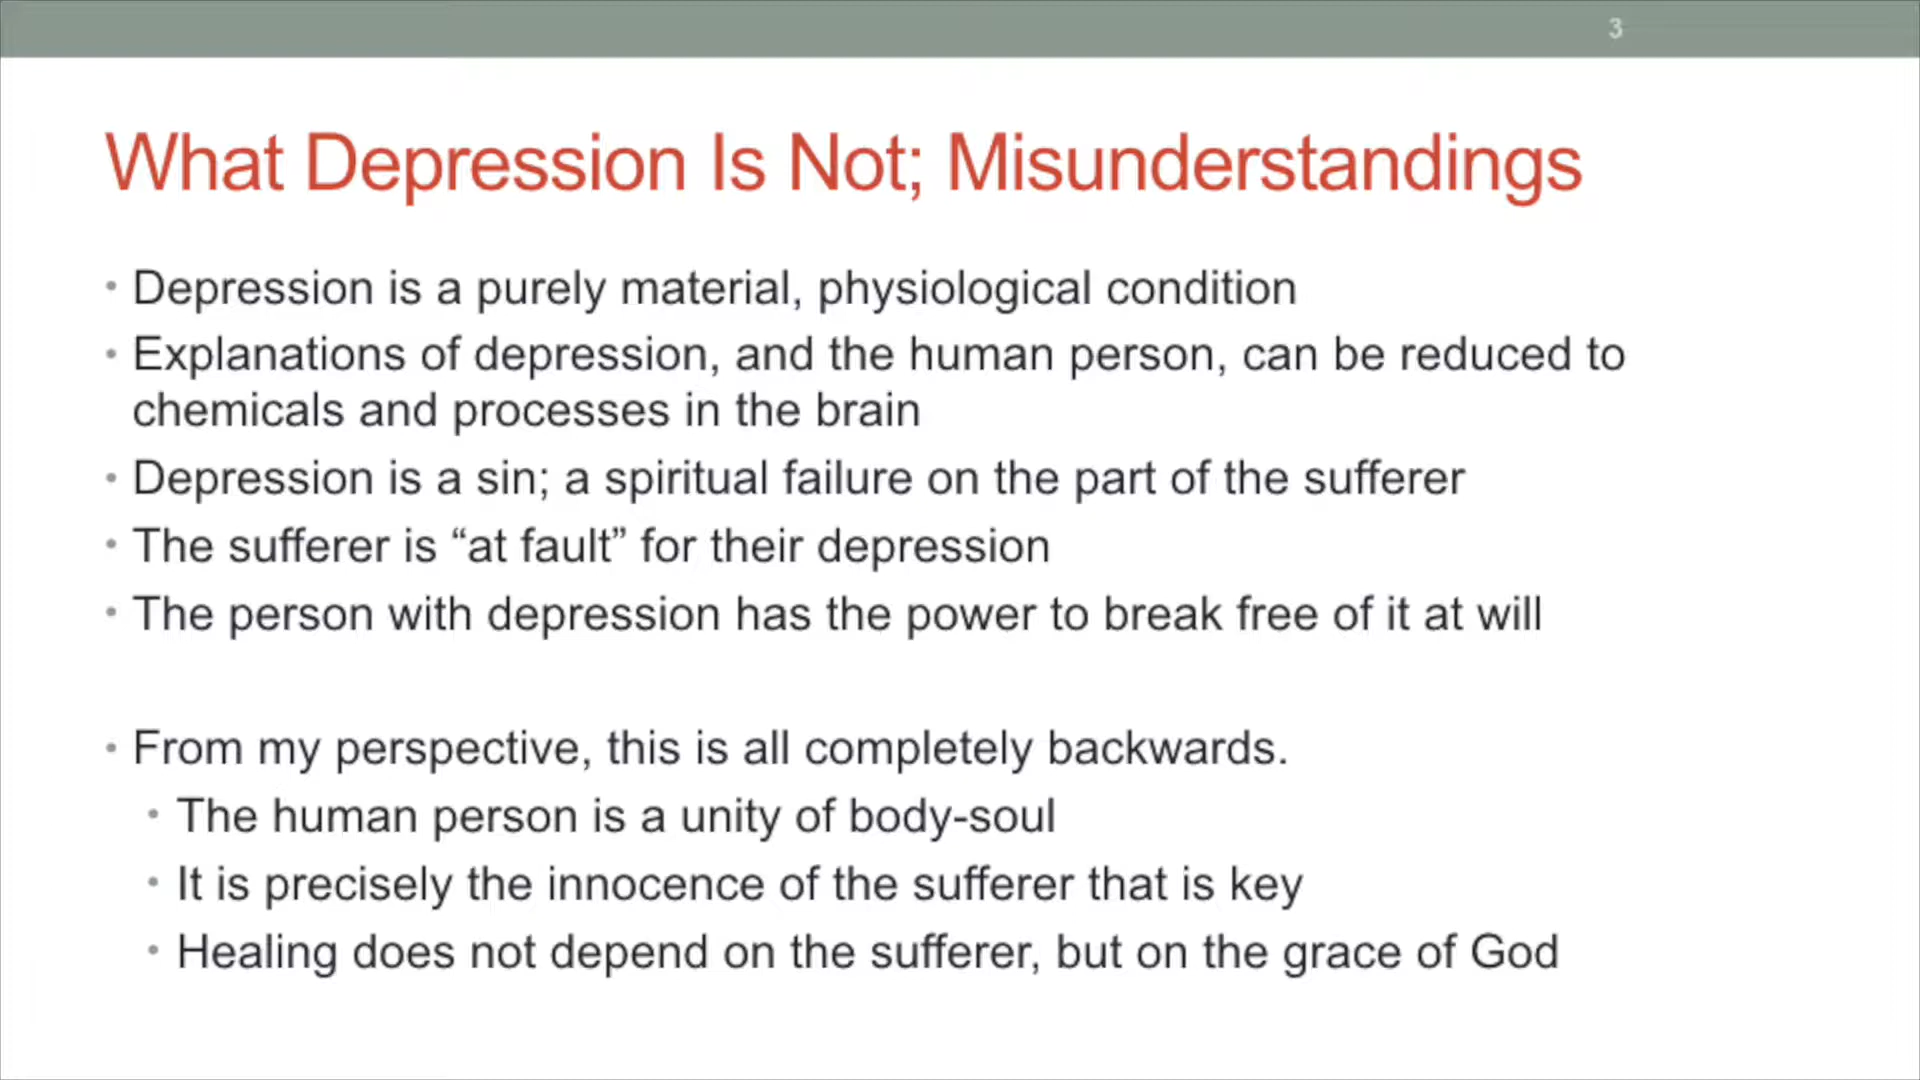 3
What Depression Is Not; Misunderstandings
• Depression is a purely material, physiological condition
• Explanations of depression, and the human person, can be reduced to
chemicals and processes in the brain
• Depression is a sin; a spiritual failure on the part of the sufferer
• The sufferer is “at fault” for their depression
• The person with depression has the power to break free of it at will
• From my perspective, this is all completely backwards.
• The human person is a unity of body-soul
• It is precisely the innocence of the sufferer that is key
• Healing does not depend on the sufferer, but on the grace of God